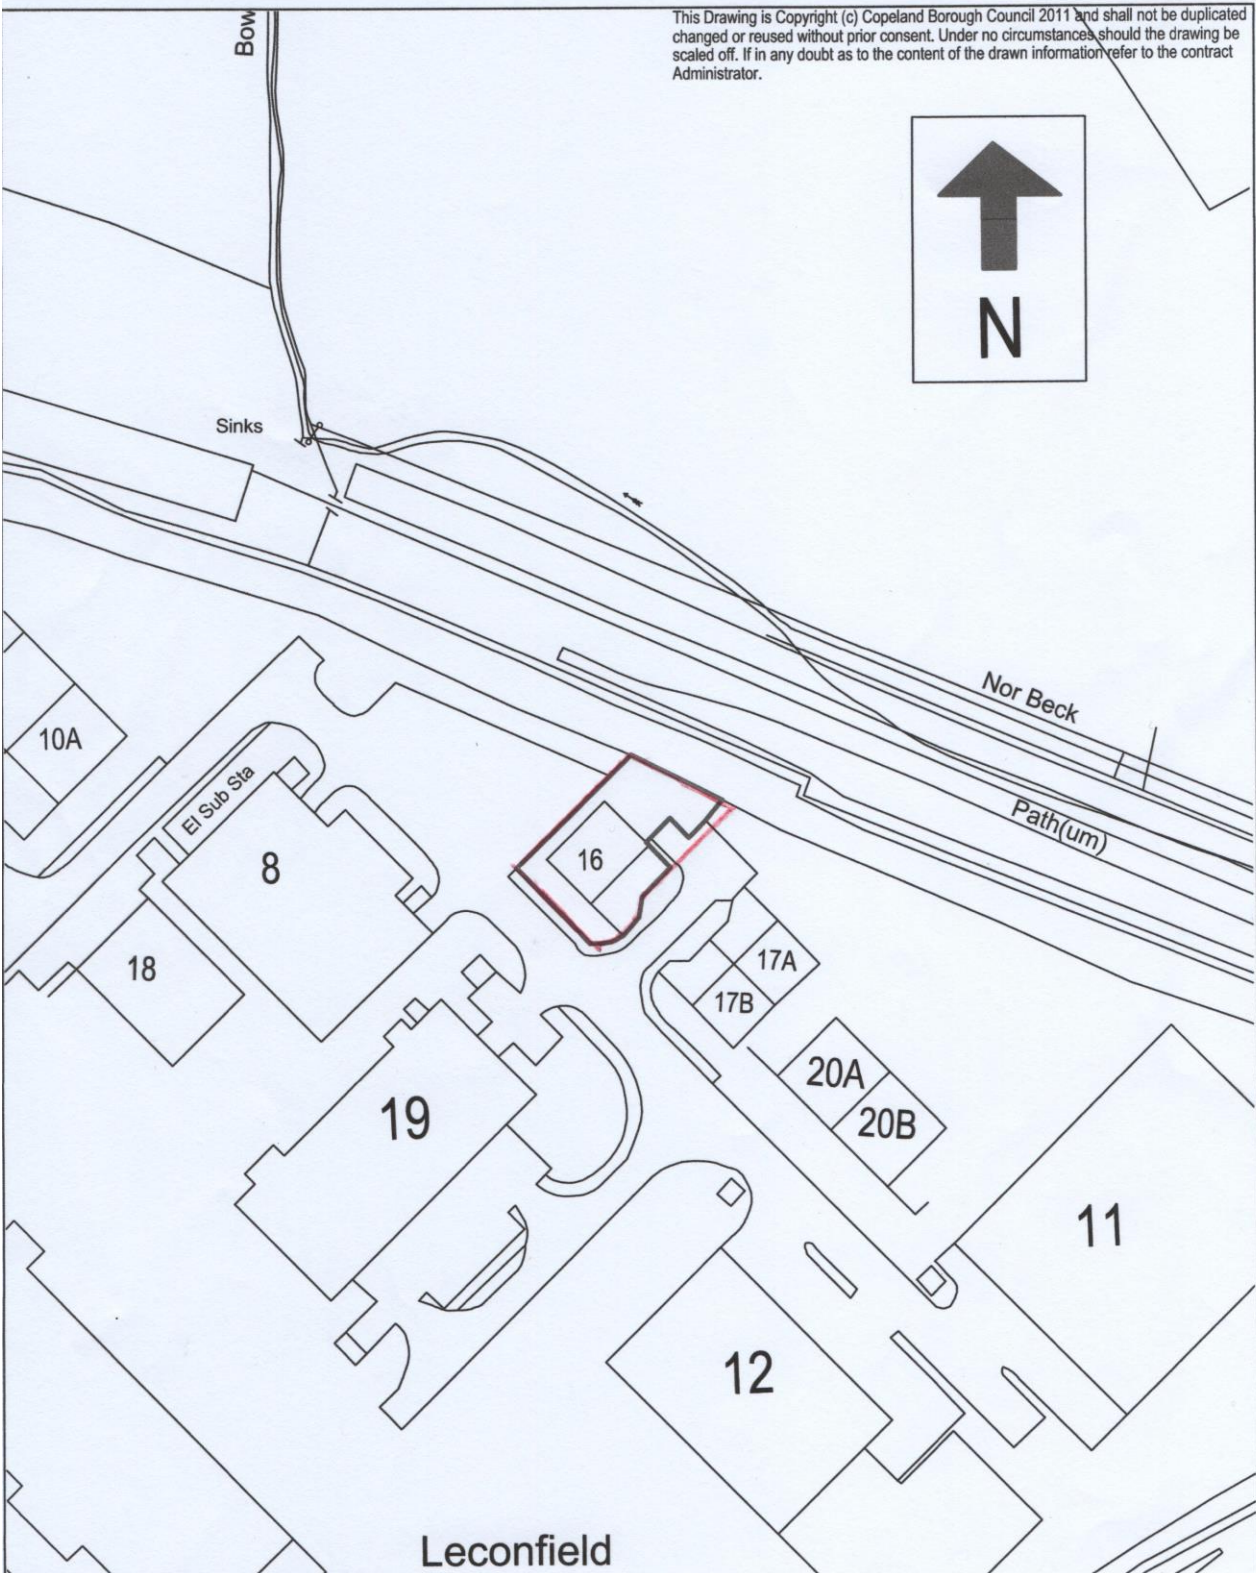 This Drawing is Copyright (c) Copeland Borough Council 2011 and shall not be duplicated
changed or reused without prior consent. Under no circumstances should the drawing be
scaled off. If in any doubt as to the content of the drawn information refer to the contract
Administrator.
Bow
N
Sinks
Nor Beck
10A
El Sub Sta
Path(um)
8
16
18
17A
17B
20A
19
20B
11
12
Leconfield